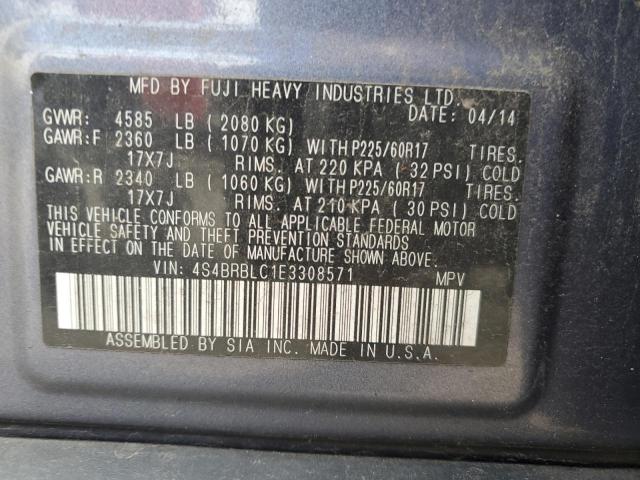 MFD BY FUJI HEAVY INDUSTRIES LTD.
DATE: 04/14
GVWR: 4585 LB ( 2080 KG)
GAWR:F 2360 LB ( 1070 KG) WITHP225/60R17 TIRES.
17X7J RIMS. AT 220 KPA ( 32 PSI) COLD
GAWR:R 2340 LB ( 1060 KG) WITHP225/60R17 TIRES.
17X7J RIMS. AT 210 KPA ( 30 PSI) COLD
THIS VEHICLE CONFORMS TO ALL APPLICABLE FEDERAL MOTOR
VEHICLE SAFETY AND THEFT PREVENTION STANDARDS
IN EFFECT ON THE DATE OF MANUFACTURE SHOWN ABOVE.
VIN: 4S4BRBLC1E3308571 MPV
ASSEMBLED BY SIA INC. MADE IN U.S.A.